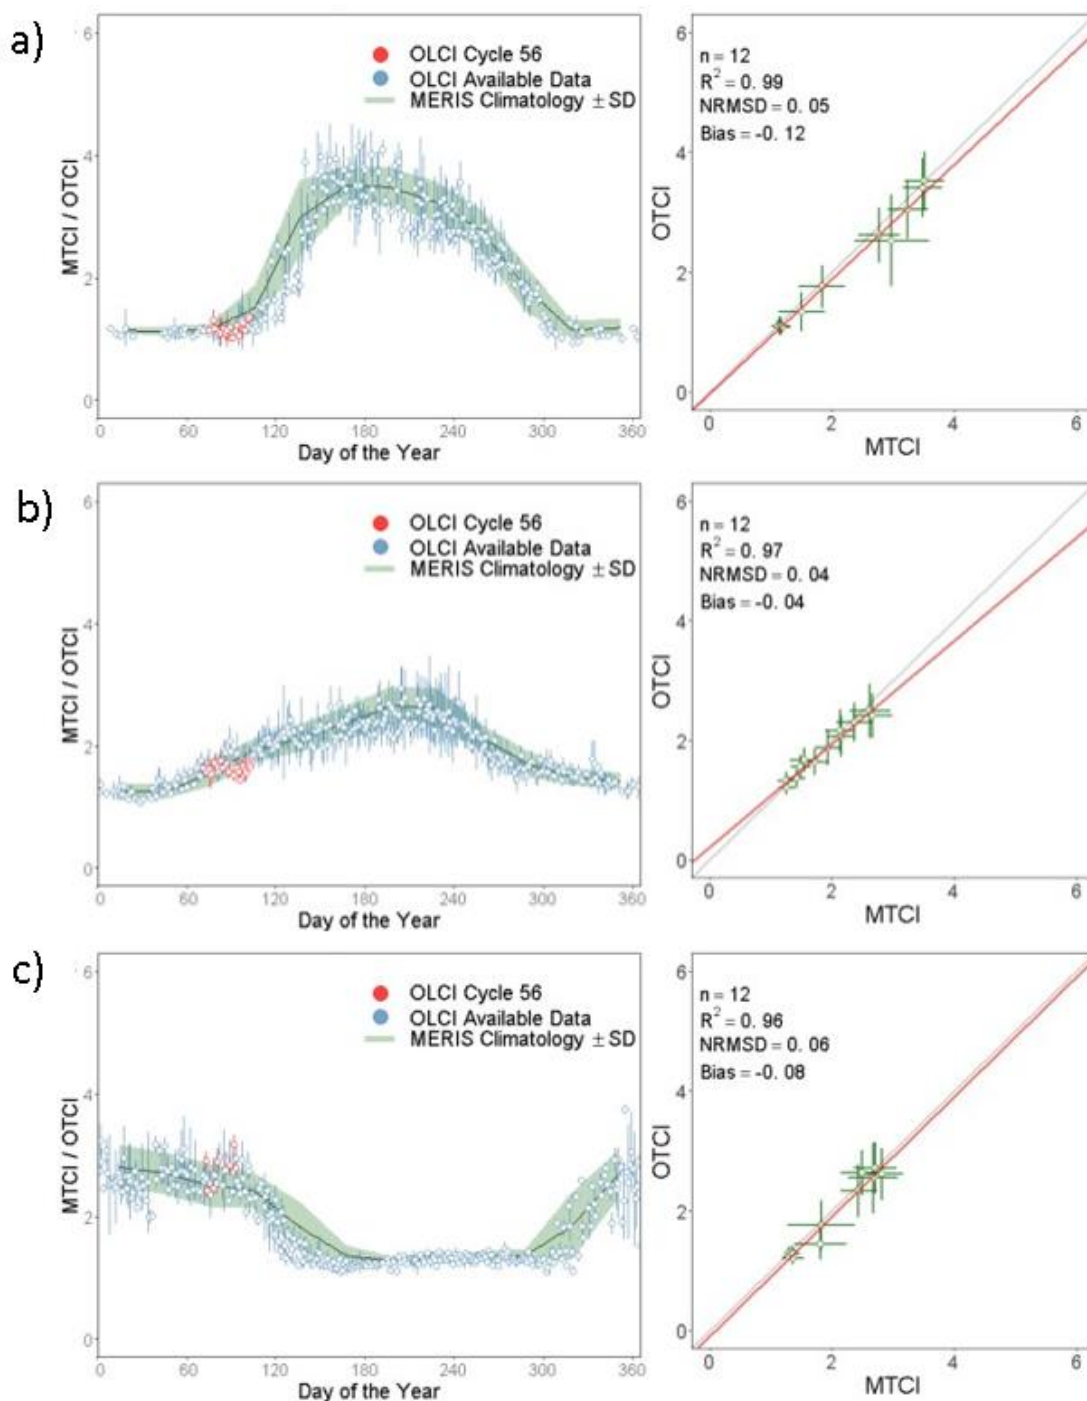 a)
6
4
2
0
MTCI / OTCI
OLCI Cycle 56
OLCI Available Data
MERIS Climatology ± SD
0 60 120 180 240 300 360
Day of the Year
6
4
2
0
OTCI
n = 12
R² = 0. 99
NRMSD = 0. 05
Bias = -0. 12
0 2 4 6
MTCI
b)
6
4
2
0
MTCI / OTCI
OLCI Cycle 56
OLCI Available Data
MERIS Climatology ± SD
0 60 120 180 240 300 360
Day of the Year
6
4
2
0
OTCI
n = 12
R² = 0. 97
NRMSD = 0. 04
Bias = -0. 04
0 2 4 6
MTCI
c)
6
4
2
0
MTCI / OTCI
OLCI Cycle 56
OLCI Available Data
MERIS Climatology ± SD
0 60 120 180 240 300 360
Day of the Year
6
4
2
0
OTCI
n = 12
R² = 0. 96
NRMSD = 0. 06
Bias = -0. 08
0 2 4 6
MTCI